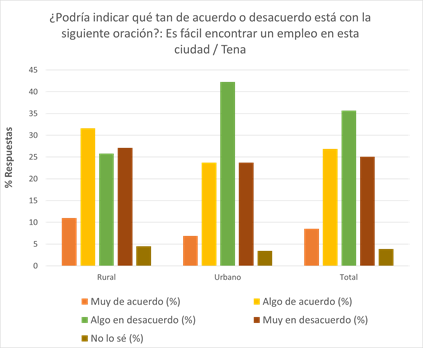 ¿Podría indicar qué tan de acuerdo o desacuerdo está con la
siguiente oración?: Es fácil encontrar un empleo en esta
ciudad / Tena
% Respuestas
45
40
35
30
25
20
15
10
5
0
Rural
Urbano
Total
Muy de acuerdo (%)
Algo de acuerdo (%)
Algo en desacuerdo (%)
Muy en desacuerdo (%)
No lo sé (%)